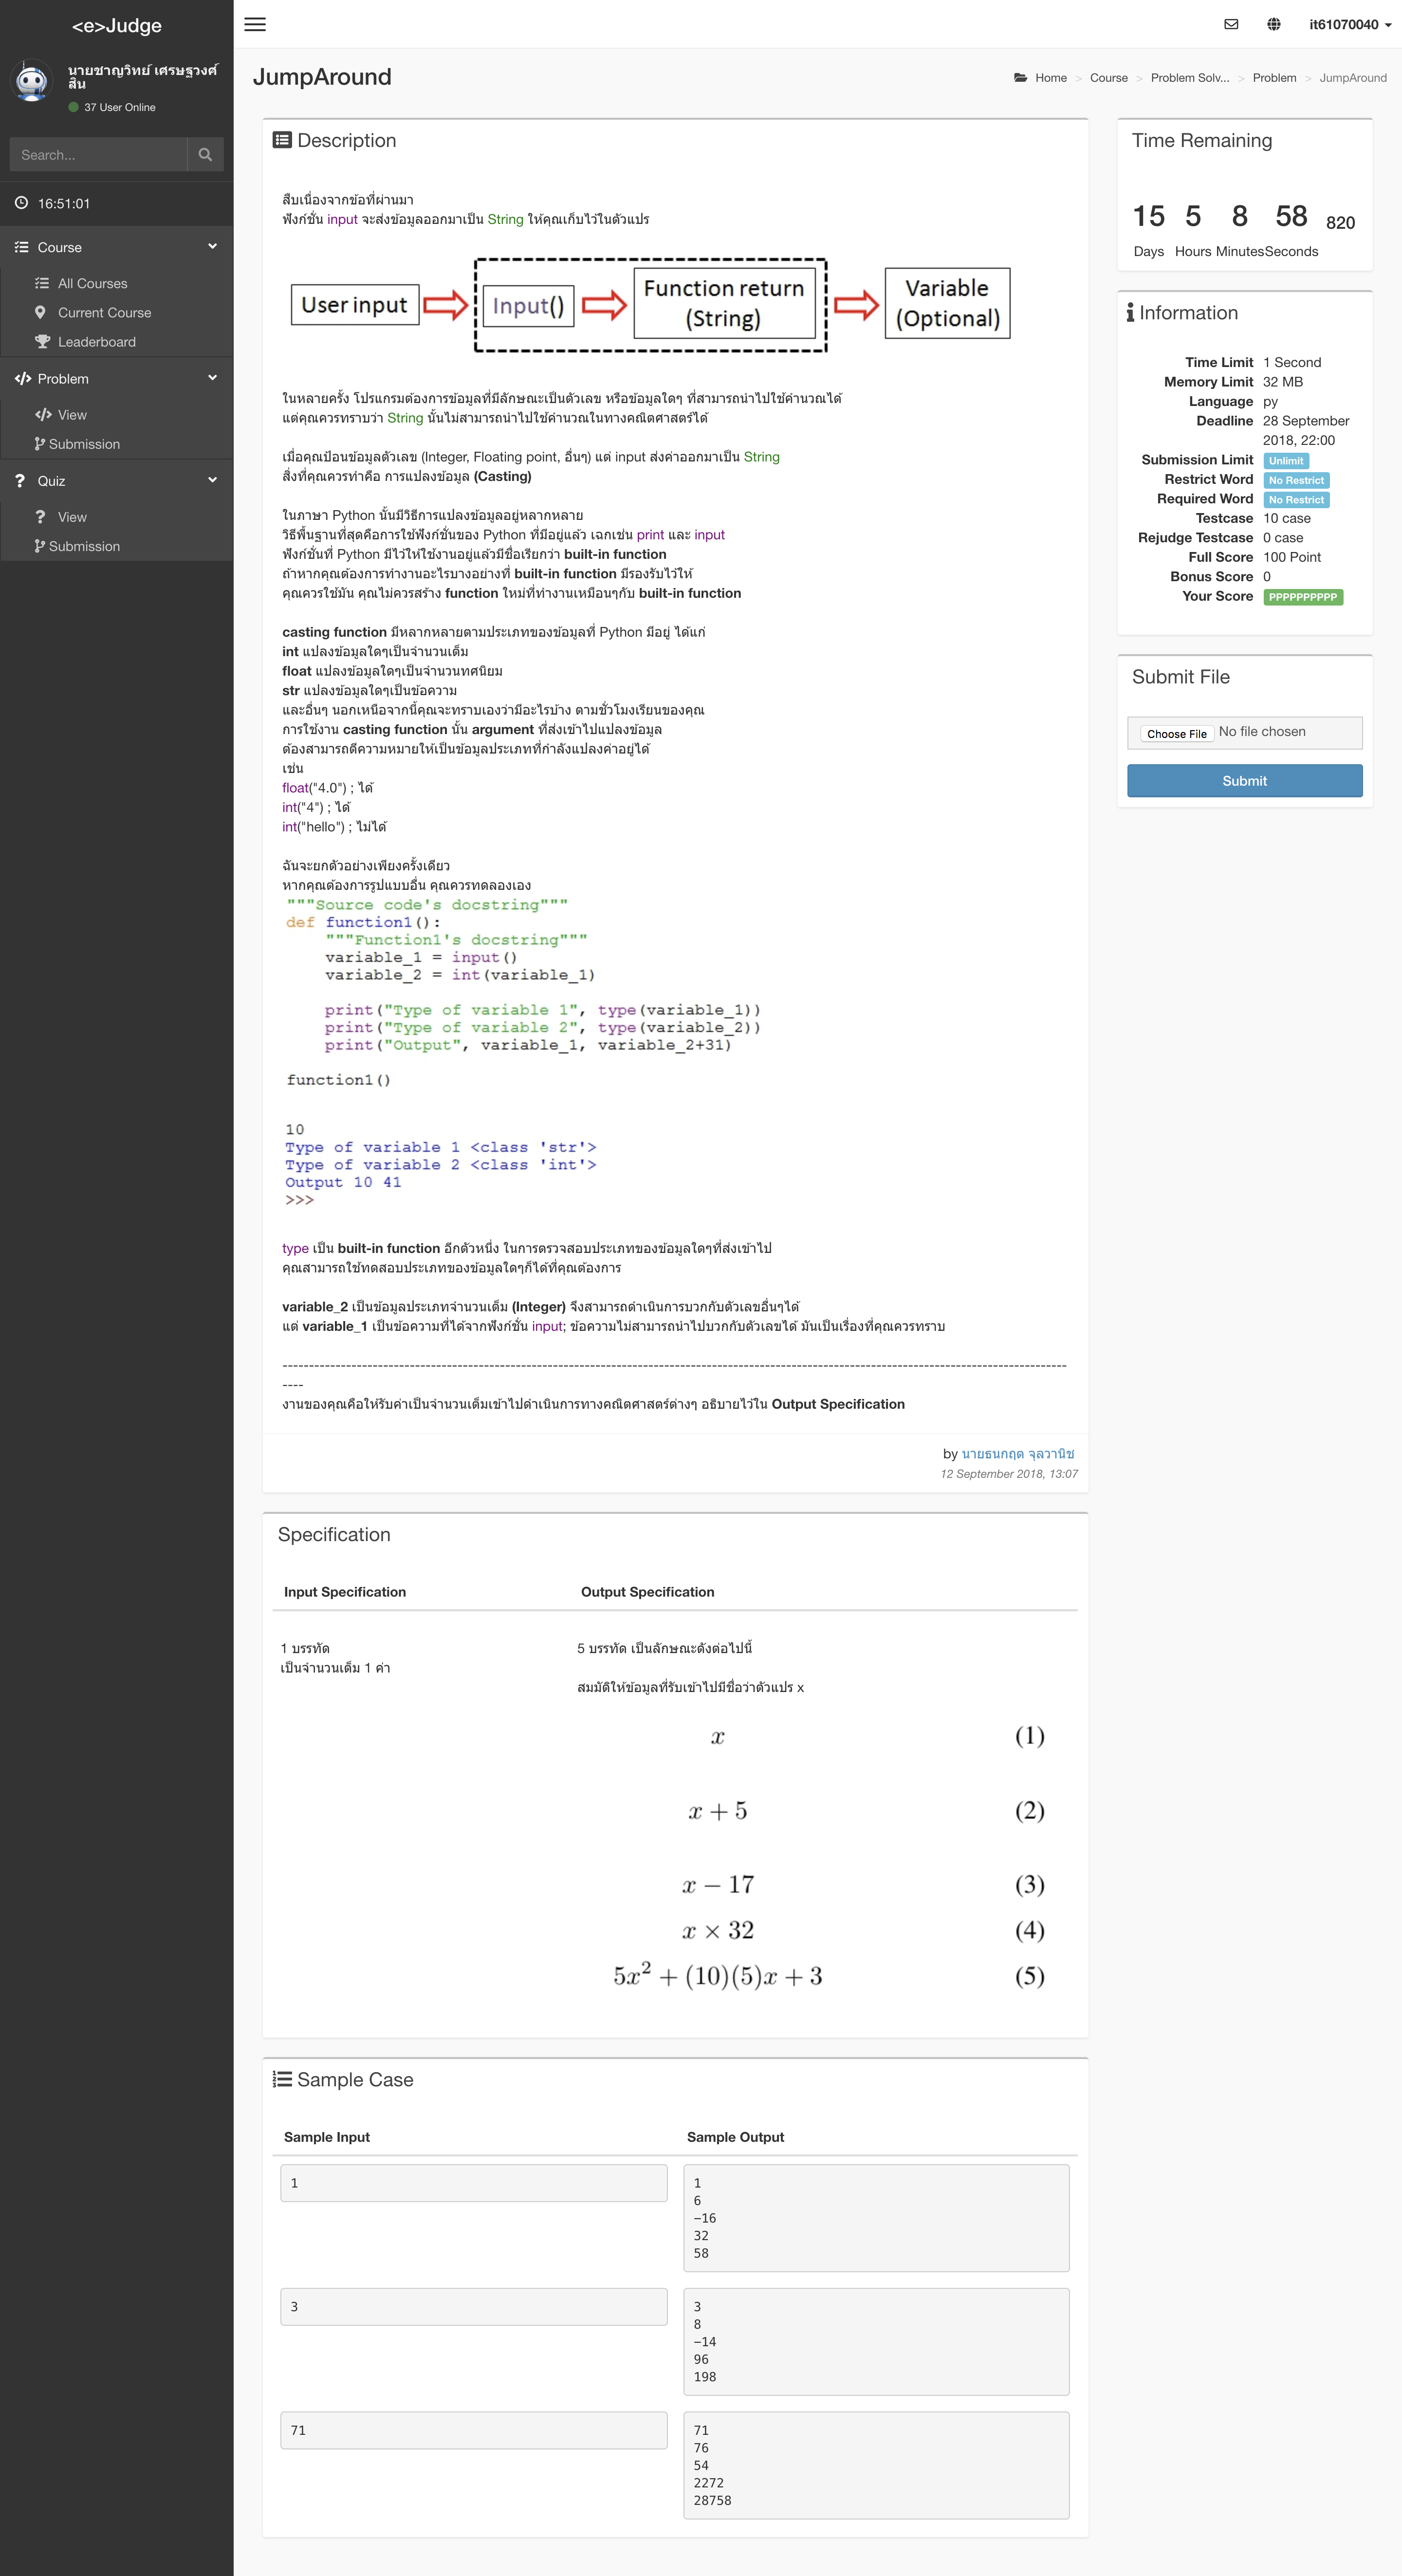 <e>Judge
นายชาญวิทย์ เศรษฐวงศ์
สิน
37 User Online
Search...
16:51:01
Course
All Courses
Current Course
Leaderboard
Problem
View
Submission
Quiz
View
Submission
it61070040
JumpAround
Home > Course > Problem Solv... > Problem > JumpAround
Description
สืบเนื่องจากข้อที่ผ่านมา
ฟังก์ชั่น input จะส่งข้อมูลออกมาเป็น String ให้คุณเก็บไว้ในตัวแปร
User input
Input()
Function return
(String)
Variable
(Optional)
ในหลายครั้ง โปรแกรมต้องการข้อมูลที่มีลักษณะเป็นตัวเลข หรือข้อมูลใดๆ ที่สามารถนำไปใช้คำนวณได้
แต่คุณควรทราบว่า String นั้นไม่สามารถนำไปใช้คำนวณในทางคณิตศาสตร์ได้
เมื่อคุณป้อนข้อมูลตัวเลข (Integer, Floating point, อื่นๆ) แต่ input ส่งค่าออกมาเป็น String
สิ่งที่คุณควรทำคือ การแปลงข้อมูล (Casting)
ในภาษา Python นั้นมีวิธีการแปลงข้อมูลอยู่หลากหลาย
วิธีพื้นฐานที่สุดคือการใช้ฟังก์ชั่นของ Python ที่มีอยู่แล้ว เฉกเช่น print และ input
ฟังก์ชั่นที่ Python มีไว้ให้ใช้งานอยู่แล้วมีชื่อเรียกว่า built-in function
ถ้าหากคุณต้องการทำงานอะไรบางอย่างที่ built-in function มีรองรับไว้ให้
คุณควรใช้มัน คุณไม่ควรสร้าง function ใหม่ที่ทำงานเหมือนๆกับ built-in function
casting function มีหลากหลายตามประเภทของข้อมูลที่ Python มีอยู่ ได้แก่
int แปลงข้อมูลใดๆเป็นจำนวนเต็ม
float แปลงข้อมูลใดๆเป็นจำนวนทศนิยม
str แปลงข้อมูลใดๆเป็นข้อความ
และอื่นๆ นอกเหนือจากนี้คุณจะทราบเองว่ามีอะไรบ้าง ตามชั่วโมงเรียนของคุณ
การใช้งาน casting function นั้น argument ที่ส่งเข้าไปแปลงข้อมูล
ต้องสามารถตีความหมายให้เป็นข้อมูลประเภทที่กำลังแปลงค่าอยู่ได้
เช่น
float("4.0") ; ได้
int("4") ; ได้
int("hello") ; ไม่ได้
ฉันจะยกตัวอย่างเพียงครั้งเดียว
หากคุณต้องการรูปแบบอื่น คุณควรทดลองเอง
"""Source code's docstring"""
def function1():
"""Function1's docstring"""
variable_1 = input()
variable_2 = int(variable_1)
print("Type of variable 1", type(variable_1))
print("Type of variable 2", type(variable_2))
print("Output", variable_1, variable_2+31)
function1()
10
Type of variable 1 <class 'str'>
Type of variable 2 <class 'int'>
Output 10 41
>>>
type เป็น built-in function อีกตัวหนึ่ง ในการตรวจสอบประเภทของข้อมูลใดๆที่ส่งเข้าไป
คุณสามารถใช้ทดสอบประเภทของข้อมูลใดๆก็ได้ที่คุณต้องการ
variable_2 เป็นข้อมูลประเภทจำนวนเต็ม (Integer) จึงสามารถดำเนินการบวกกับตัวเลขอื่นๆได้
แต่ variable_1 เป็นข้อความที่ได้จากฟังก์ชั่น input; ข้อความไม่สามารถนำไปบวกกับตัวเลขได้ มันเป็นเรื่องที่คุณควรทราบ
----------------------------------------------------------------------------------------------------------------------------------------------------
----
งานของคุณคือให้รับค่าเป็นจำนวนเต็มเข้าไปดำเนินการทางคณิตศาสตร์ต่างๆ อธิบายไว้ใน Output Specification
by นายธนกฤต จุลวานิช
12 September 2018, 13:07
Time Remaining
15 5 8 58 820
Days Hours Minutes Seconds
Information
Time Limit 1 Second
Memory Limit 32 MB
Language py
Deadline 28 September
2018, 22:00
Submission Limit Unlimit
Restrict Word No Restrict
Required Word No Restrict
Testcase 10 case
Rejudge Testcase 0 case
Full Score 100 Point
Bonus Score 0
Your Score PPPPPPPPPP
Submit File
Choose File No file chosen
Submit
Specification
Input Specification
Output Specification
1 บรรทัด
เป็นจำนวนเต็ม 1 ค่า
5 บรรทัด เป็นลักษณะดังต่อไปนี้
สมมัติให้ข้อมูลที่รับเข้าไปมีชื่อว่าตัวแปร x
x (1)
x + 5 (2)
x − 17 (3)
x × 32 (4)
5x² + (10)(5)x + 3 (5)
Sample Case
Sample Input
Sample Output
1
1
6
−16
32
58
3
3
8
−14
96
198
71
71
76
54
2272
28758